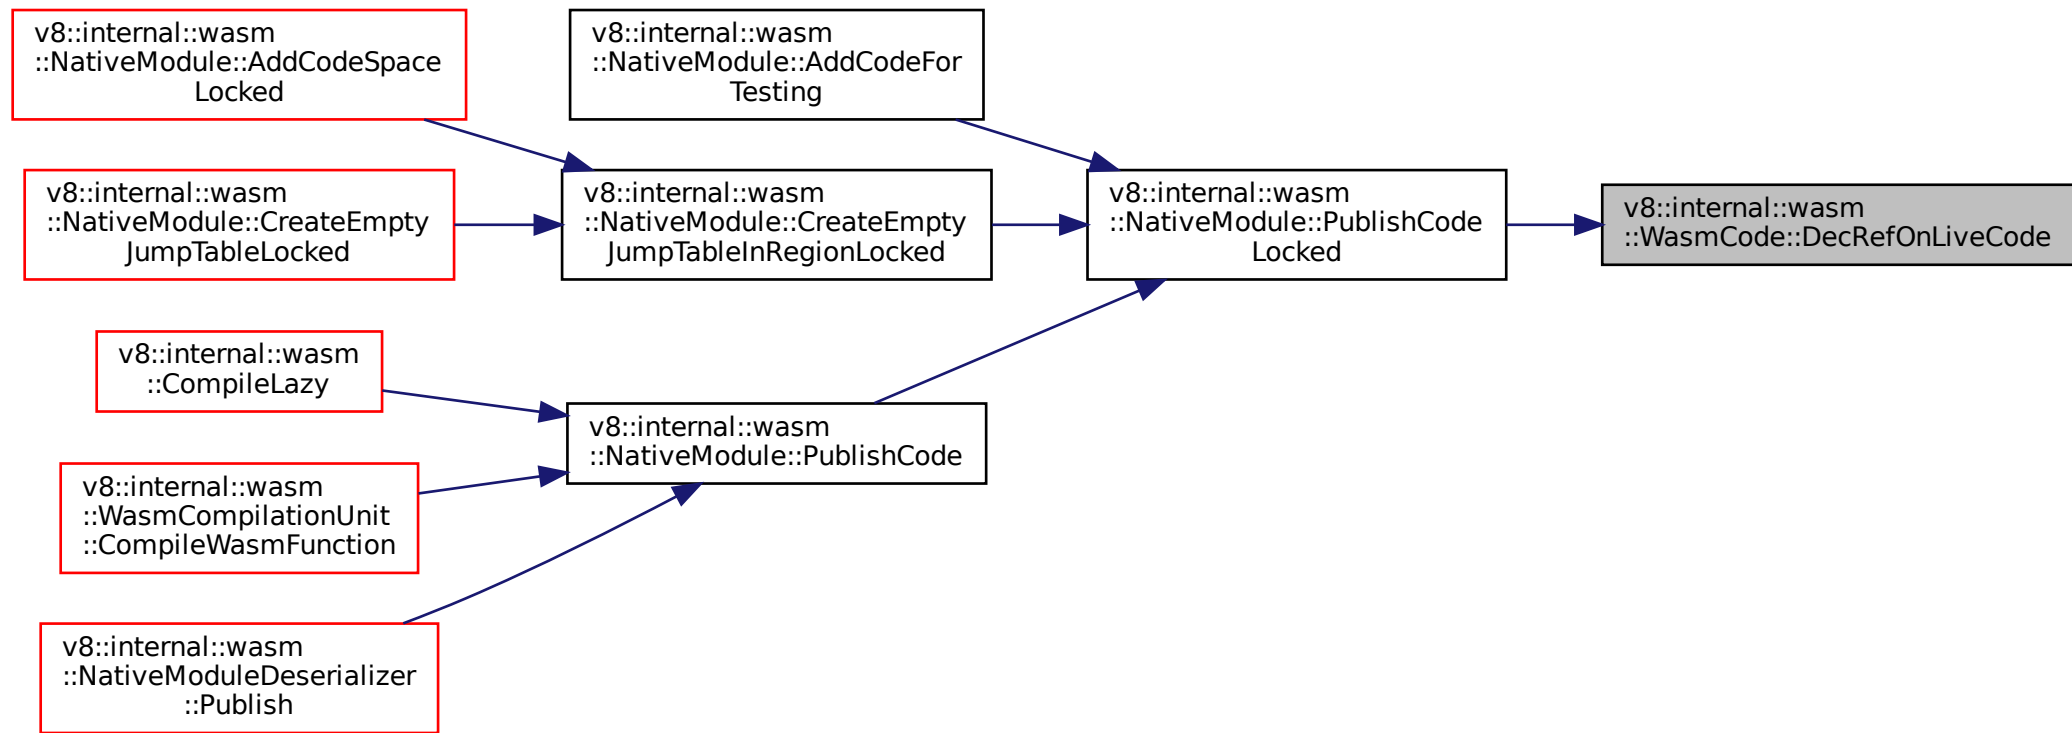 v8::internal::wasm
::NativeModule::AddCodeSpace
Locked
v8::internal::wasm
::NativeModule::AddCodeFor
Testing
v8::internal::wasm
::NativeModule::CreateEmpty
JumpTableLocked
v8::internal::wasm
::NativeModule::CreateEmpty
JumpTableInRegionLocked
v8::internal::wasm
::NativeModule::PublishCode
Locked
v8::internal::wasm
::WasmCode::DecRefOnLiveCode
v8::internal::wasm
::CompileLazy
v8::internal::wasm
::NativeModule::PublishCode
v8::internal::wasm
::WasmCompilationUnit
::CompileWasmFunction
v8::internal::wasm
::NativeModuleDeserializer
::Publish